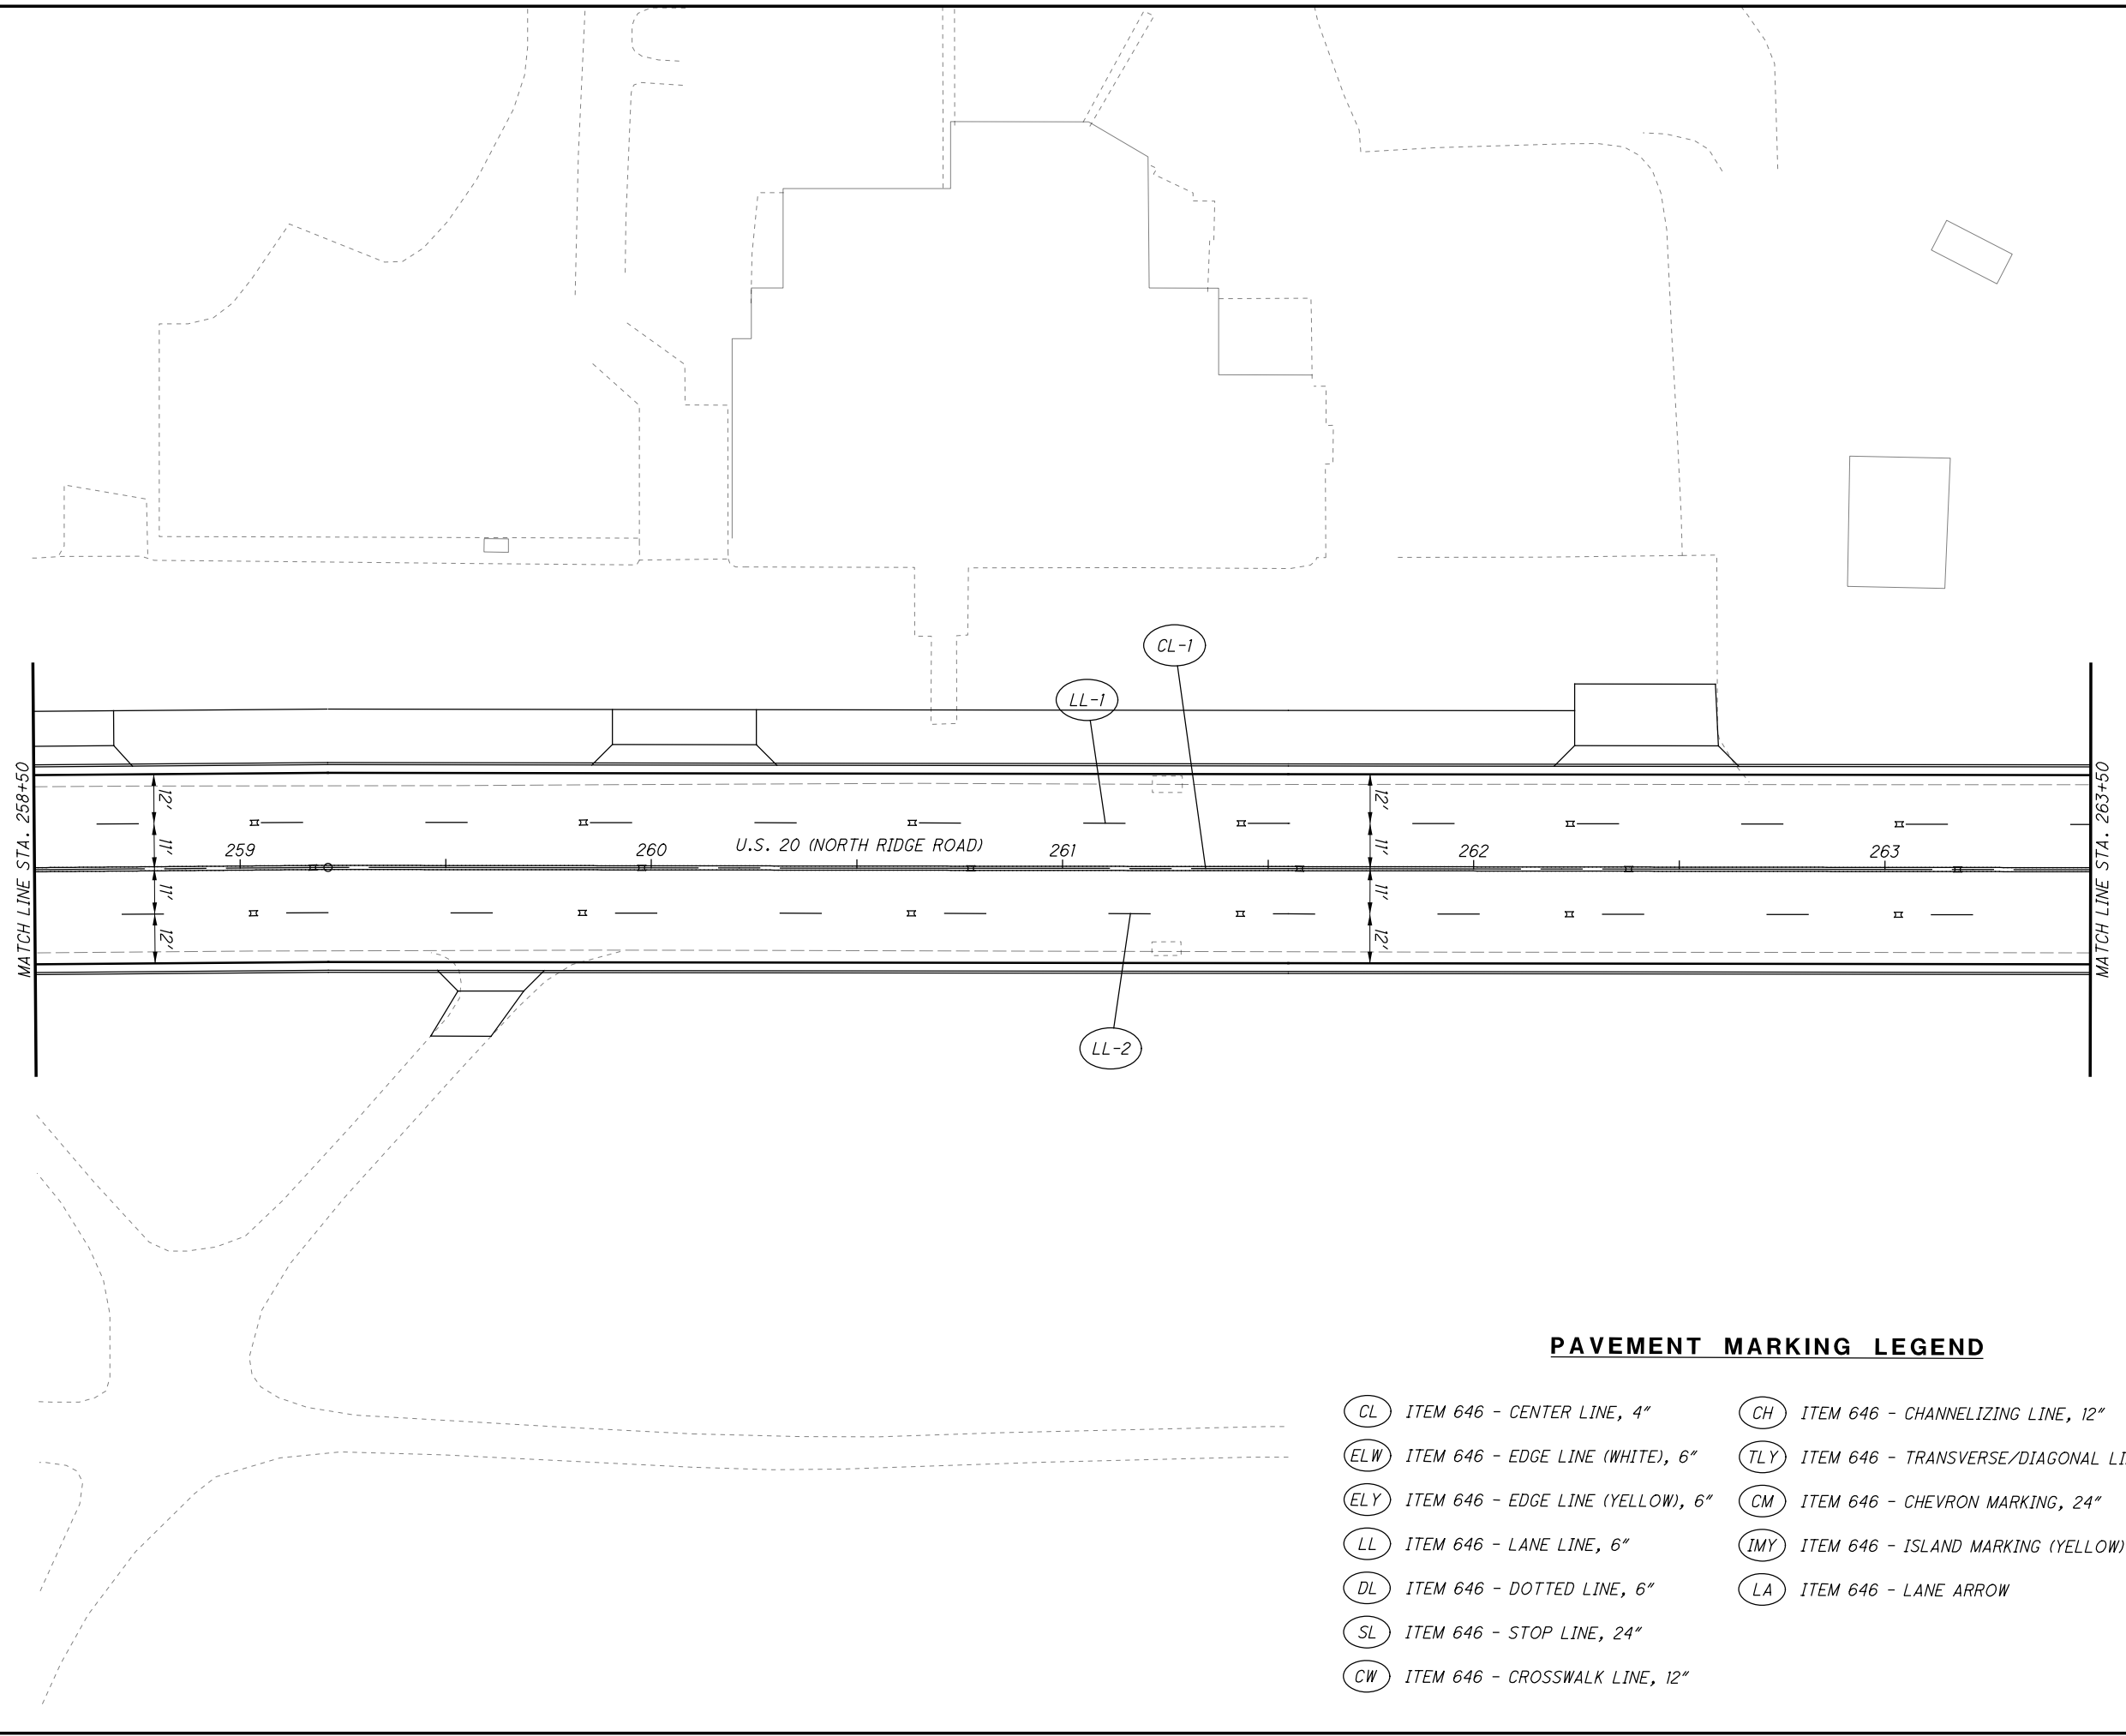 CL-1
LL-1
MATCH LINE STA. 258+50
MATCH LINE STA. 263+50
12'
12'
11'
11'
U.S. 20 (NORTH RIDGE ROAD)
259
260
261
262
263
11'
11'
12'
12'
LL-2
PAVEMENT MARKING LEGEND
CL ITEM 646 - CENTER LINE, 4"
ELW ITEM 646 - EDGE LINE (WHITE), 6"
ELY ITEM 646 - EDGE LINE (YELLOW), 6"
LL ITEM 646 - LANE LINE, 6"
DL ITEM 646 - DOTTED LINE, 6"
SL ITEM 646 - STOP LINE, 24"
CW ITEM 646 - CROSSWALK LINE, 12"
CH ITEM 646 - CHANNELIZING LINE, 12"
TLY ITEM 646 - TRANSVERSE/DIAGONAL
CM ITEM 646 - CHEVRON MARKING, 24"
IMY ITEM 646 - ISLAND MARKING (YELLOW)
LA ITEM 646 - LANE ARROW